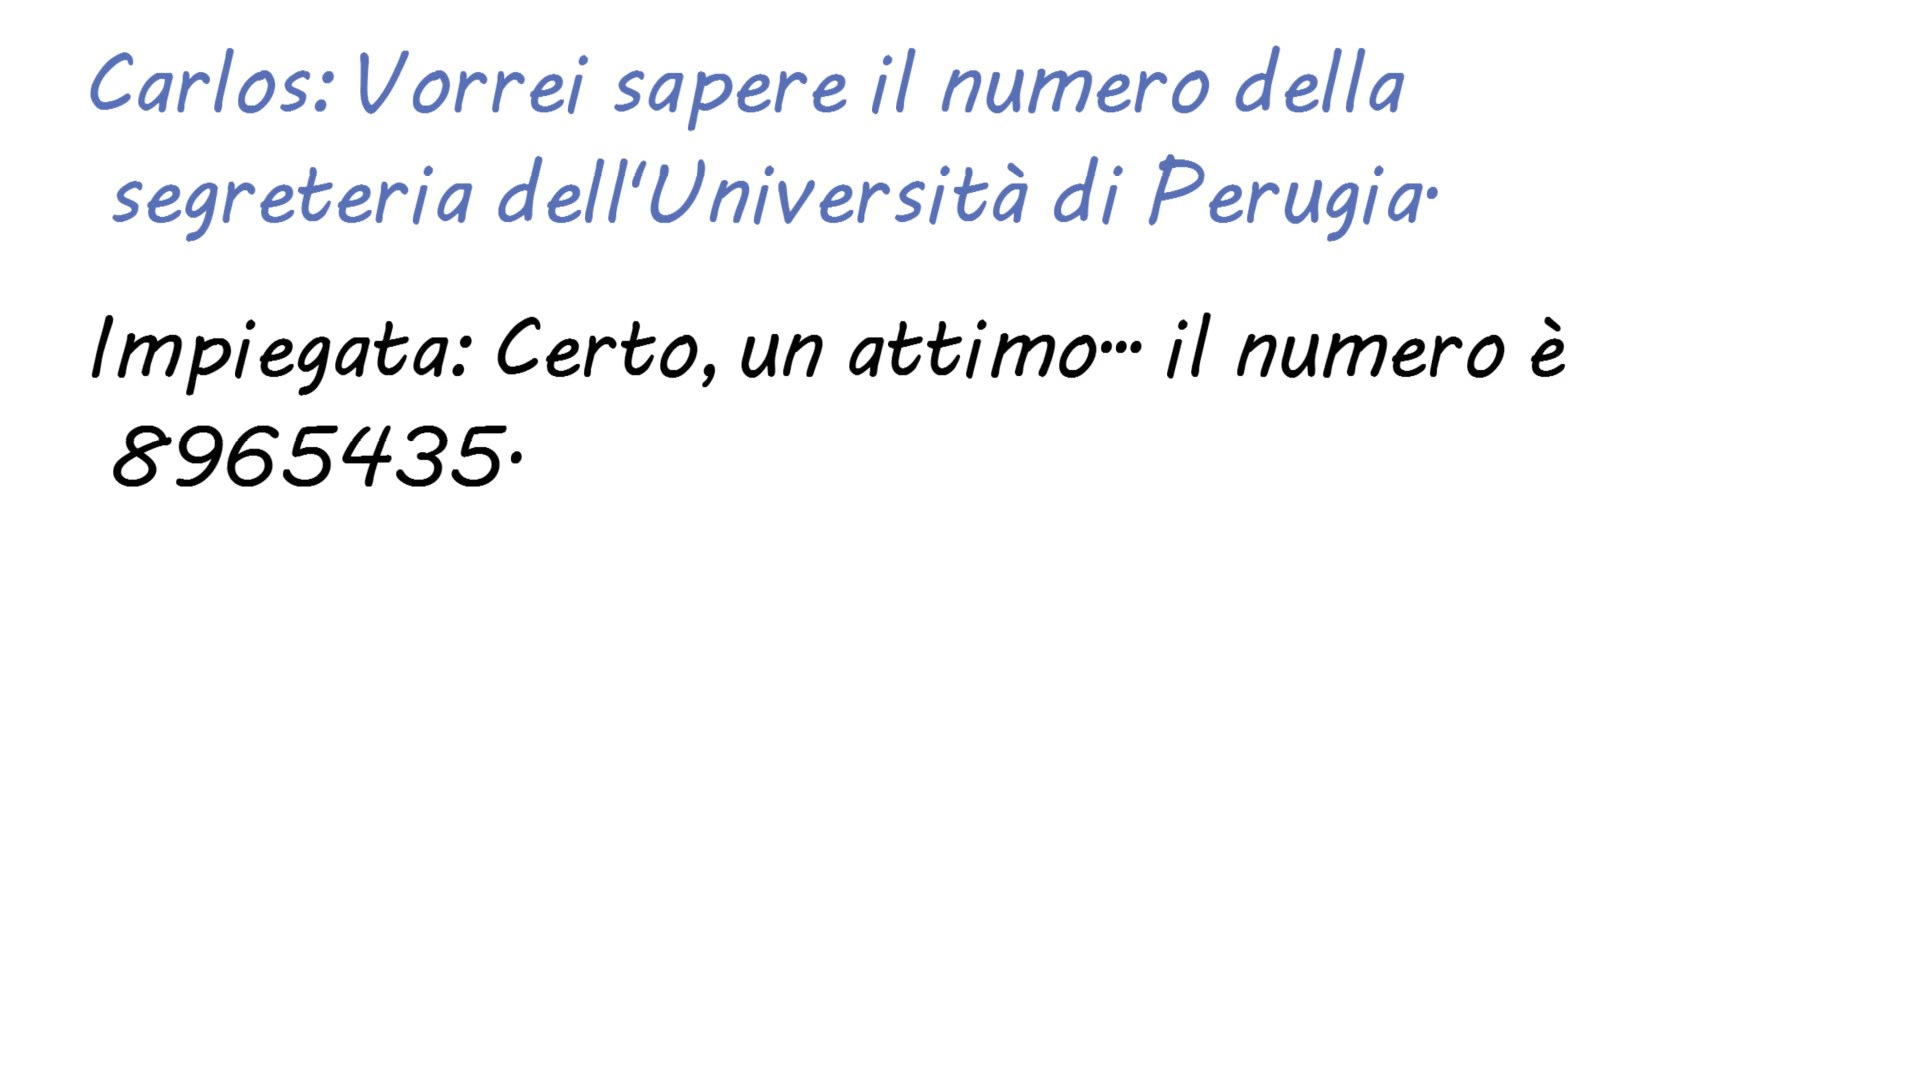 Carlos: Vorrei sapere il numero della
segreteria dell'Università di Perugia.
Impiegata: Certo, un attimo... il numero è
8965435.